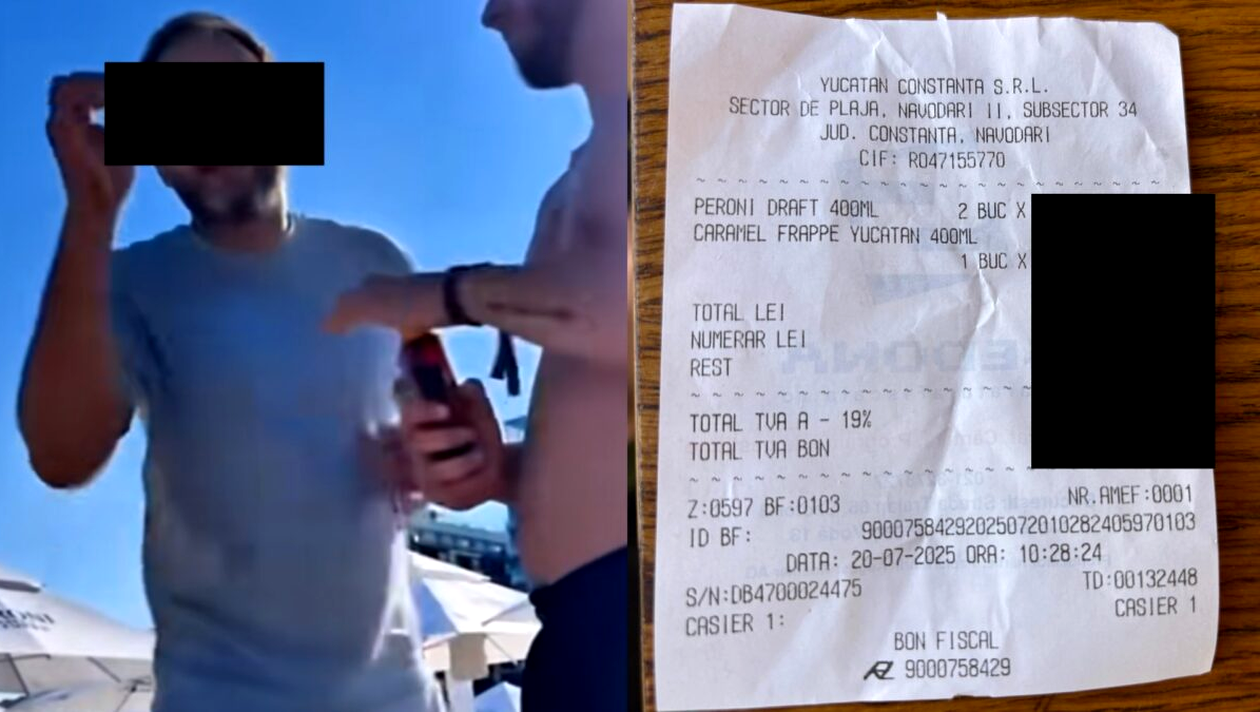 YUCATAN CONSTANTA S.R.L.
SECTOR DE PLAJA, NAVODARI II, SUBSECTOR 34
JUD. CONSTANTA, NAVODARI
CIF: RO47155770
PERONI DRAFT 400ML 2 BUC X
CARAMEL FRAPPE YUCATAN 400ML
1 BUC X
TOTAL LEI
NUMERAR LEI
REST
TOTAL TVA A - 19%
TOTAL TVA BON
Z:0597 BF:0103 NR.AMEF:0001
ID BF: 90007584292025072010282405970103
DATA: 20-07-2025 ORA: 10:28:24
S/N:DB4700024475 TD:00132448
CASIER 1: CASIER 1
BON FISCAL
9000758429